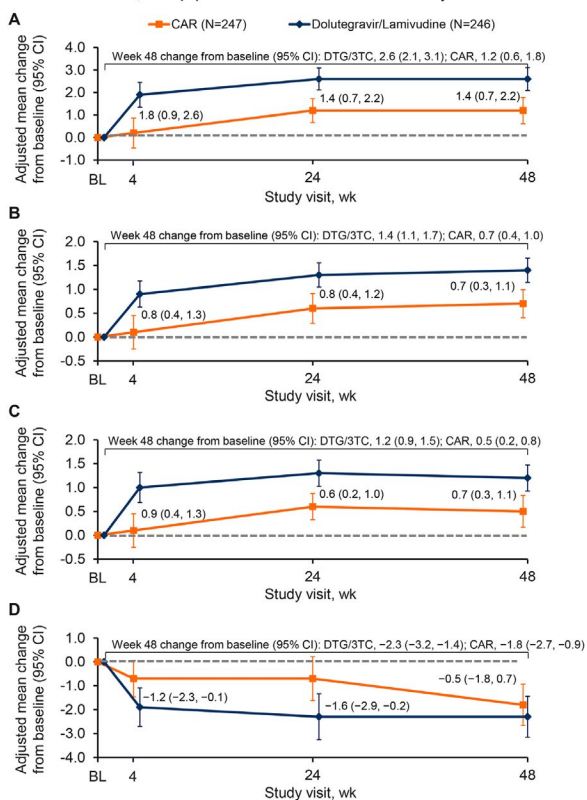 CAR (N=247) Dolutegravir/Lamivudine (N=246)
A
Adjusted mean change
from baseline (95% CI)
4.0
3.0
2.0
1.0
0.0
-1.0
Week 48 change from baseline (95% CI): DTG/3TC, 2.6 (2.1, 3.1); CAR, 1.2 (0.6, 1.8)
1.8 (0.9, 2.6)
1.4 (0.7, 2.2)
1.4 (0.7, 2.2)
BL 4 24 48
Study visit, wk
B
Adjusted mean change
from baseline (95% CI)
2.0
1.5
1.0
0.5
0.0
-0.5
Week 48 change from baseline (95% CI): DTG/3TC, 1.4 (1.1, 1.7); CAR, 0.7 (0.4, 1.0)
0.8 (0.4, 1.3)
0.8 (0.4, 1.2)
0.7 (0.3, 1.1)
BL 4 24 48
Study visit, wk
C
Adjusted mean change
from baseline (95% CI)
2.0
1.5
1.0
0.5
0.0
-0.5
Week 48 change from baseline (95% CI): DTG/3TC, 1.2 (0.9, 1.5); CAR, 0.5 (0.2, 0.8)
0.9 (0.4, 1.3)
0.6 (0.2, 1.0)
0.7 (0.3, 1.1)
BL 4 24 48
Study visit, wk
D
Adjusted mean change
from baseline (95% CI)
1.0
0.0
-1.0
-2.0
-3.0
-4.0
Week 48 change from baseline (95% CI): DTG/3TC, −2.3 (−3.2, −1.4); CAR, −1.8 (−2.7, −0.9)
−1.2 (−2.3, −0.1)
−1.6 (−2.9, −0.2)
−0.5 (−1.8, 0.7)
BL 4 24 48
Study visit, wk